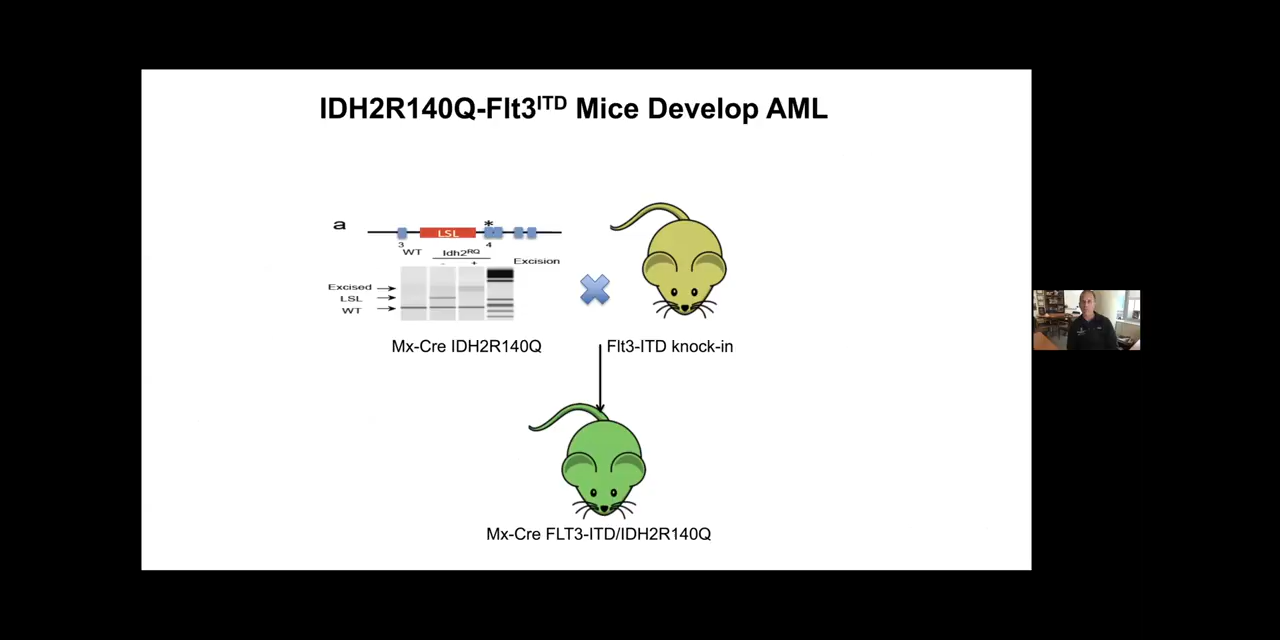 IDH2R140Q-Flt3ITD Mice Develop AML
a
*
LSL
3
4
WT
Idh2RQ
- +
Excision
Excised
LSL
WT
Mx-Cre IDH2R140Q
Flt3-ITD knock-in
Mx-Cre FLT3-ITD/IDH2R140Q